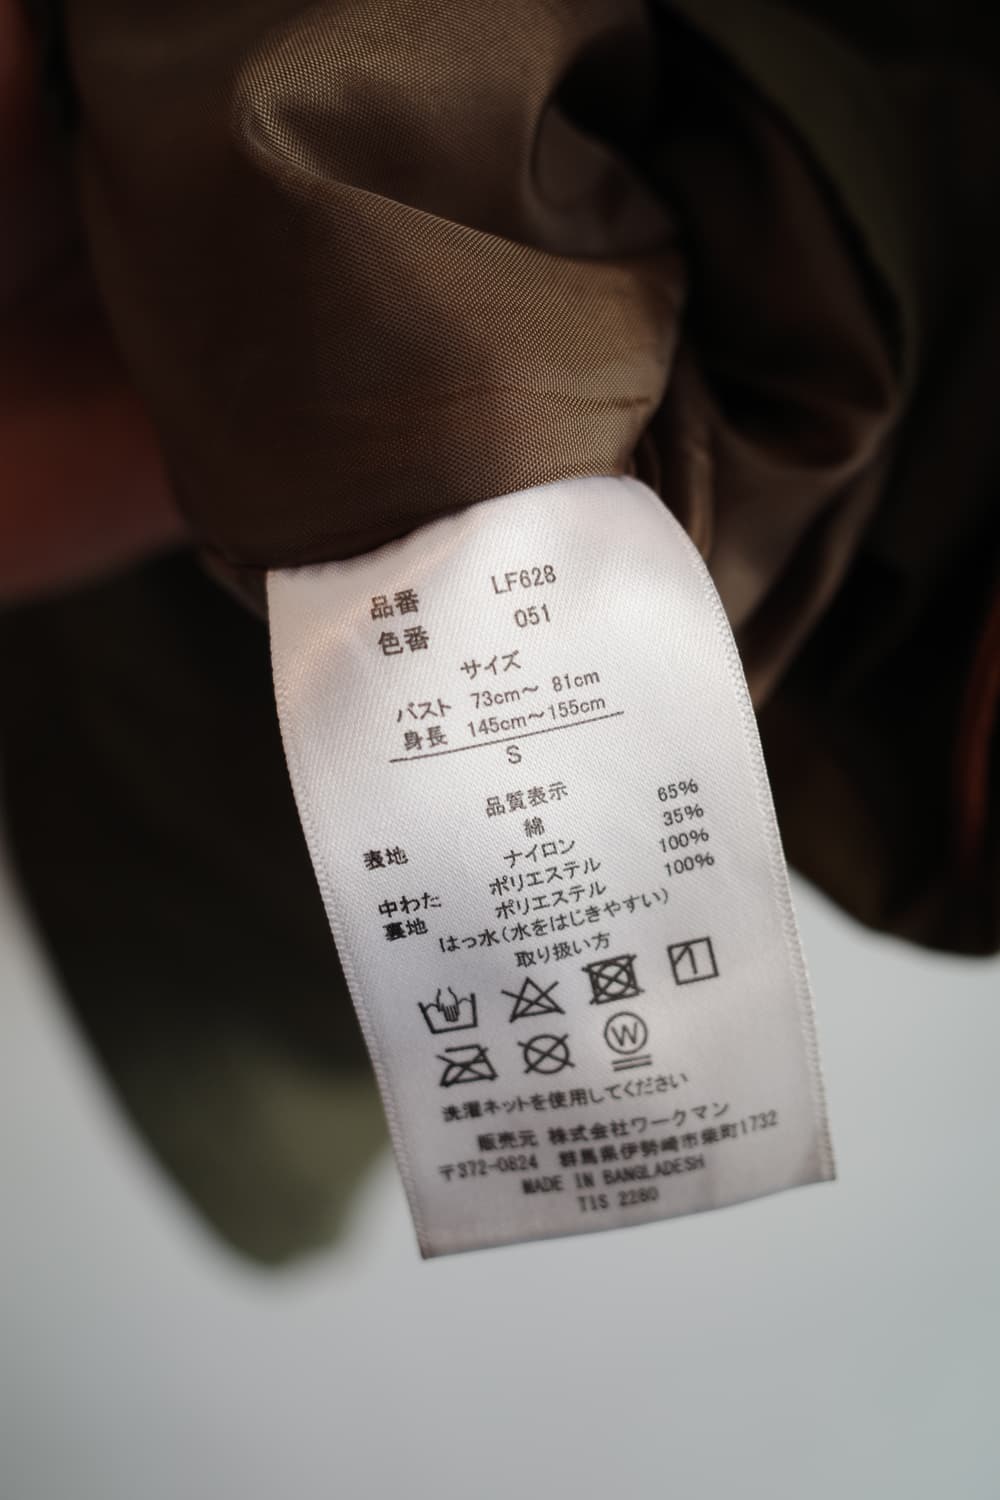 品番 LF628
色番 051
サイズ
バスト 73cm～ 81cm
身長 145cm～155cm
S
品質表示
表地 綿 65%
ナイロン 35%
中わた ポリエステル 100%
裏地 ポリエステル 100%
はっ水(水をはじきやすい)
取り扱い方
W
洗濯ネットを使用してください
販売元 株式会社ワークマン
〒372-0824 群馬県伊勢崎市柴町1732
MADE IN BANGLADESH
TIS 2280